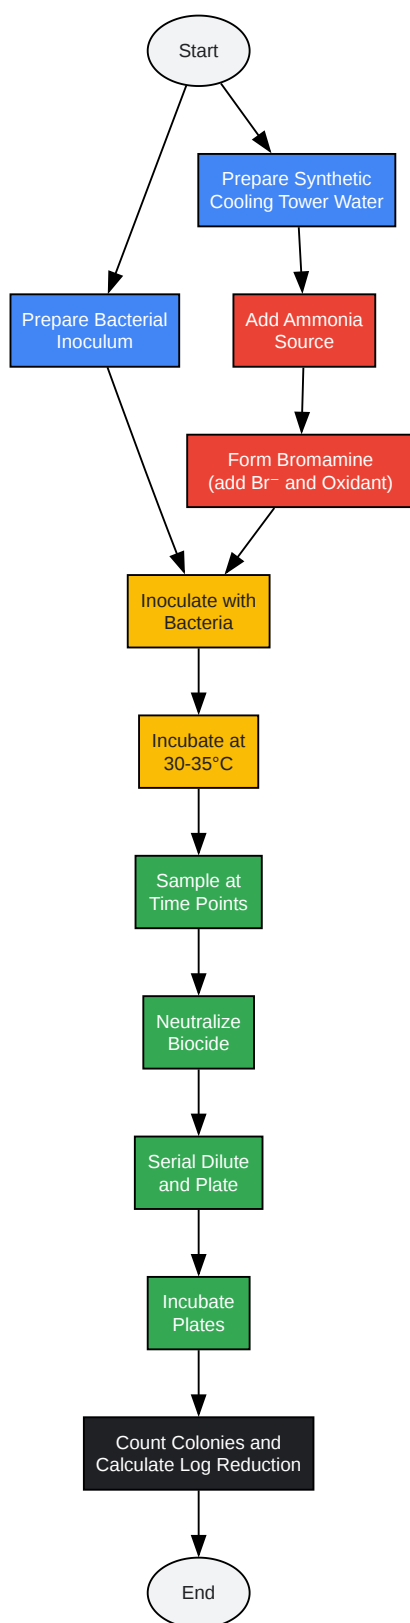 Start
Prepare Synthetic
Cooling Tower Water
Prepare Bacterial
Inoculum
Add Ammonia
Source
Form Bromamine
(add Br⁻ and Oxidant)
Inoculate with
Bacteria
Incubate at
30-35°C
Sample at
Time Points
Neutralize
Biocide
Serial Dilute
and Plate
Incubate
Plates
Count Colonies and
Calculate Log Reduction
End